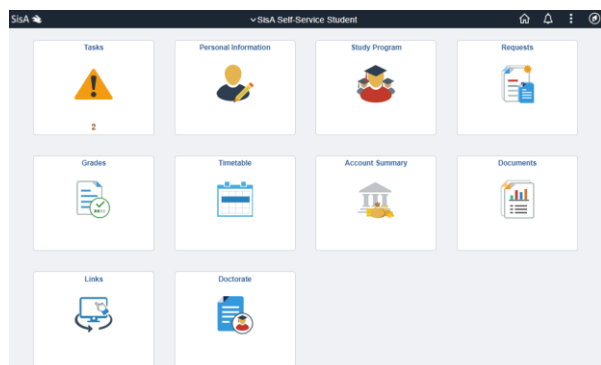 SisA
SisA Self-Service Student
Tasks
Personal Information
Study Program
Requests
2
Grades
Timetable
Account Summary
Documents
Links
Doctorate